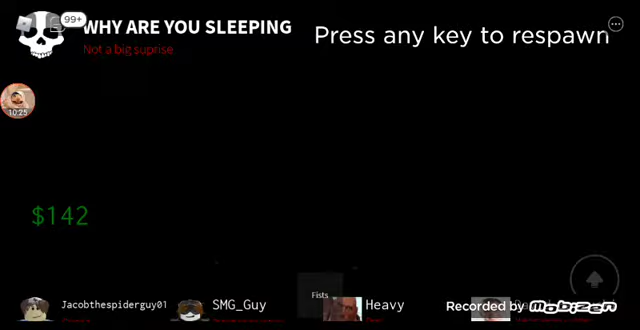 99+
WHY ARE YOU SLEEPING
Not a big suprise
Press any key to respawn
10:25
$142
Fists
Jacobthespiderguy01
SMG_Guy
Heavy
Recorded by MOBIZEN